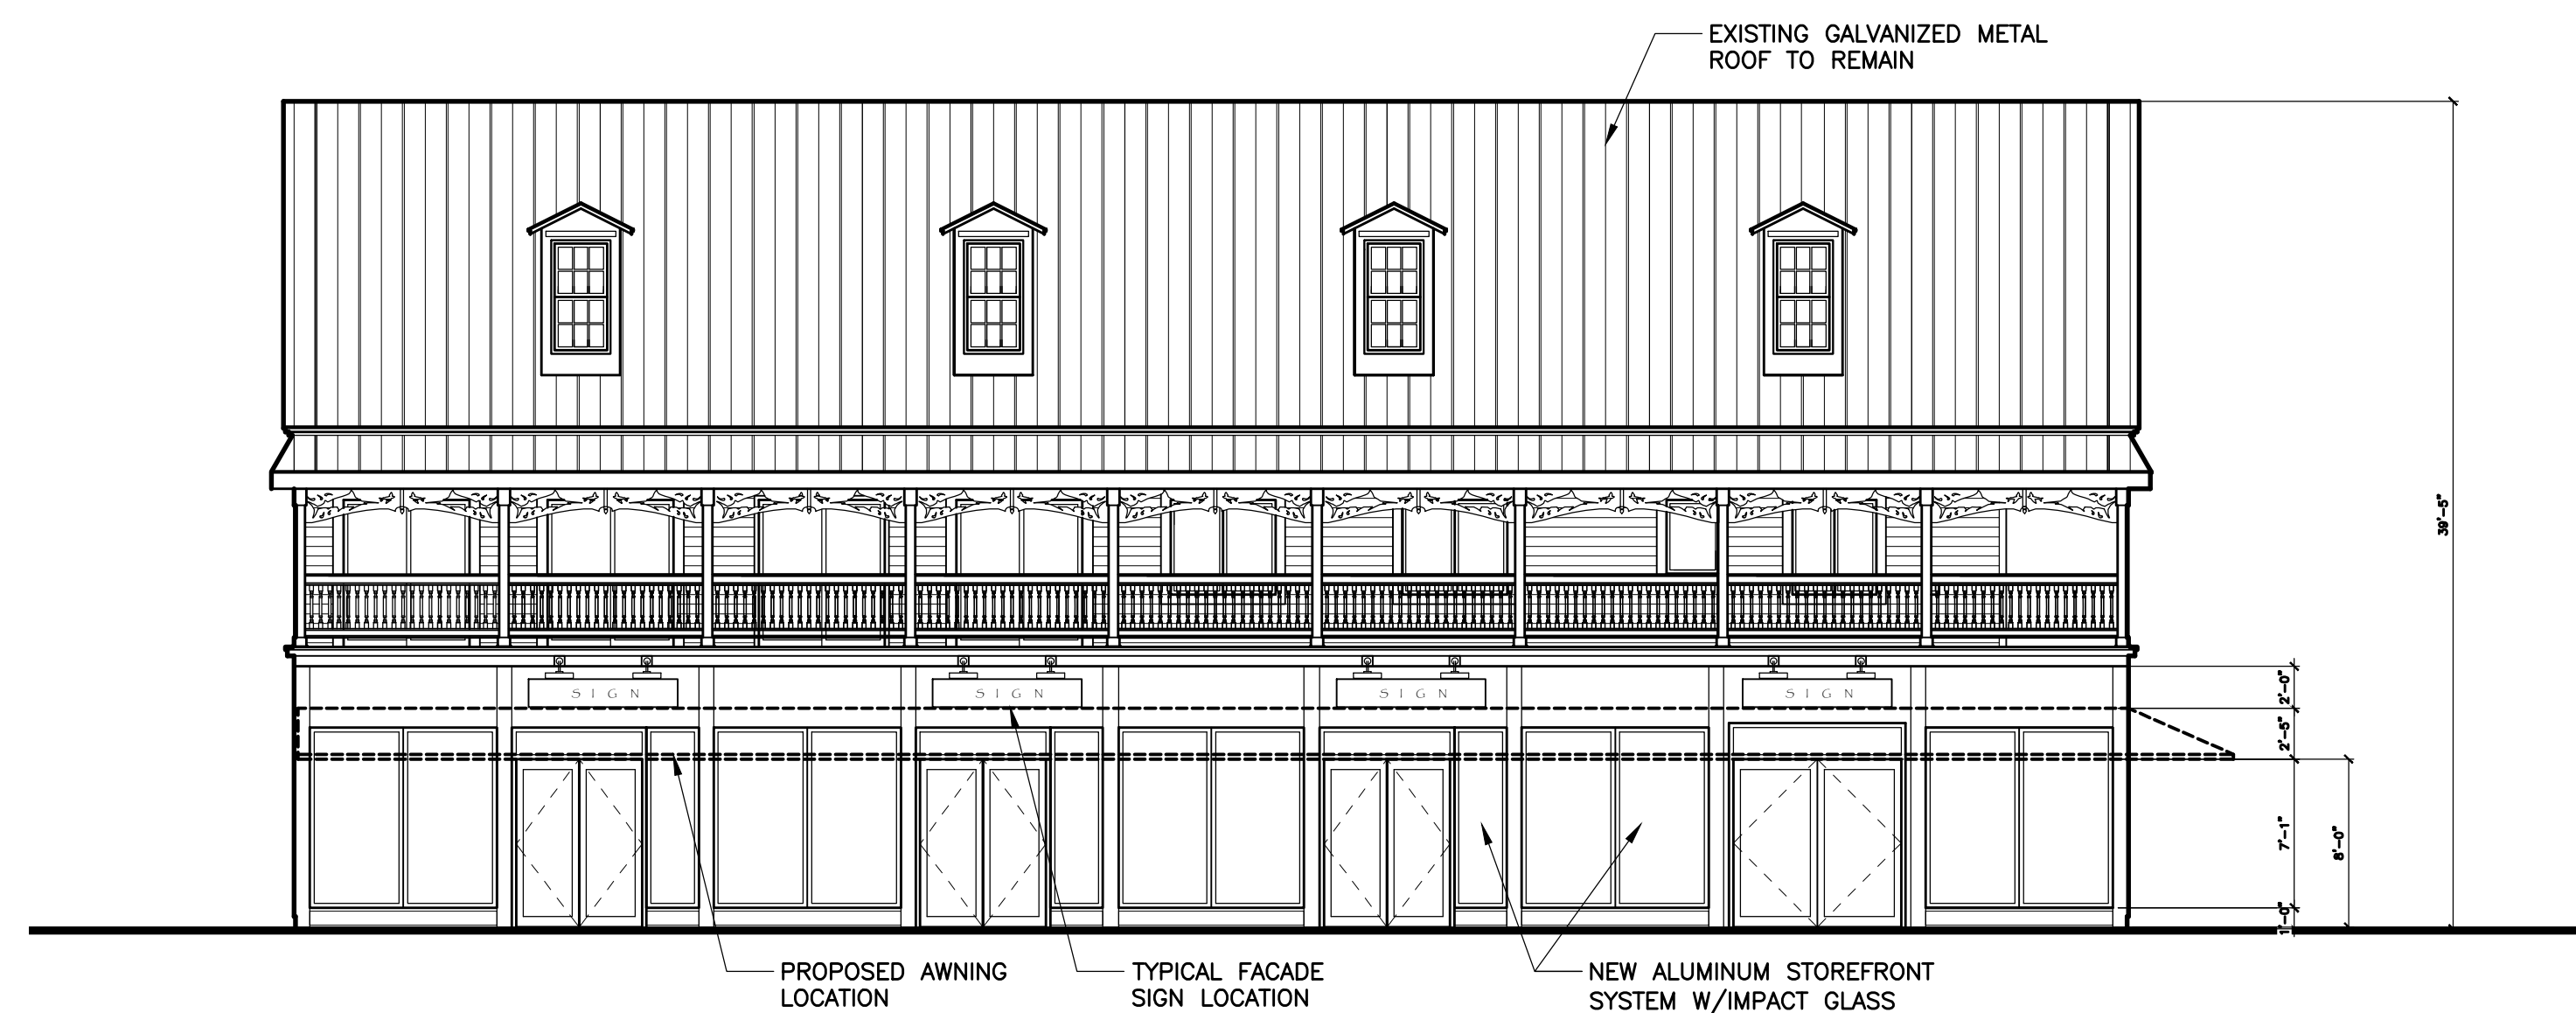 EXISTING GALVANIZED METAL
ROOF TO REMAIN
39'-5"
SIGN
SIGN
SIGN
SIGN
2'-0"
2'-5"
7'-1"
8'-0"
1'-0"
PROPOSED AWNING
LOCATION
TYPICAL FACADE
SIGN LOCATION
NEW ALUMINUM STOREFRONT
SYSTEM W/IMPACT GLASS